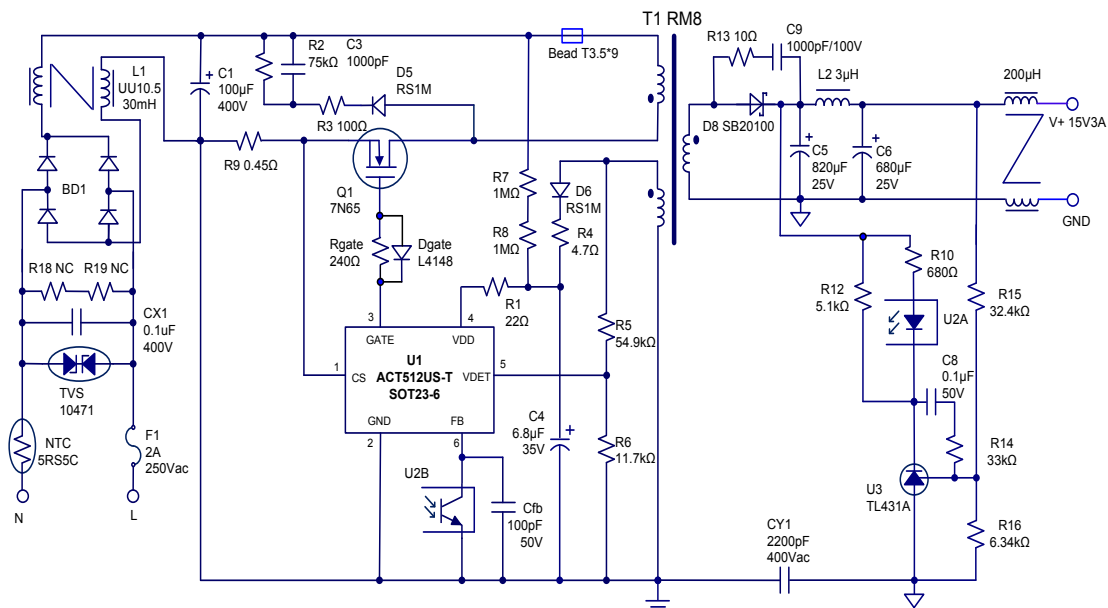 T1 RM8
L1
UU10.5
30mH
C1
100µF
400V
R2
75kΩ
C3
1000pF
D5
RS1M
R3 100Ω
Bead T3.5*9
R13 10Ω
C9
1000pF/100V
L2 3µH
200µH
V+ 15V3A
D8 SB20100
C5
820µF
25V
C6
680µF
25V
GND
R9 0.45Ω
Q1
7N65
R7
1MΩ
D6
RS1M
R8
1MΩ
R4
4.7Ω
BD1
Rgate
240Ω
Dgate
L4148
R18 NC
R19 NC
R1
22Ω
CX1
0.1uF
400V
TVS
10471
NTC
5RS5C
F1
2A
250Vac
N
L
3
4
GATE
VDD
U1
ACT512US-T
SOT23-6
1
CS
VDET
5
GND
FB
2
6
R5
54.9kΩ
R6
11.7kΩ
C4
6.8µF
35V
U2B
Cfb
100pF
50V
CY1
2200pF
400Vac
R10
680Ω
R12
5.1kΩ
U2A
R15
32.4kΩ
C8
0.1µF
50V
R14
33kΩ
U3
TL431A
R16
6.34kΩ